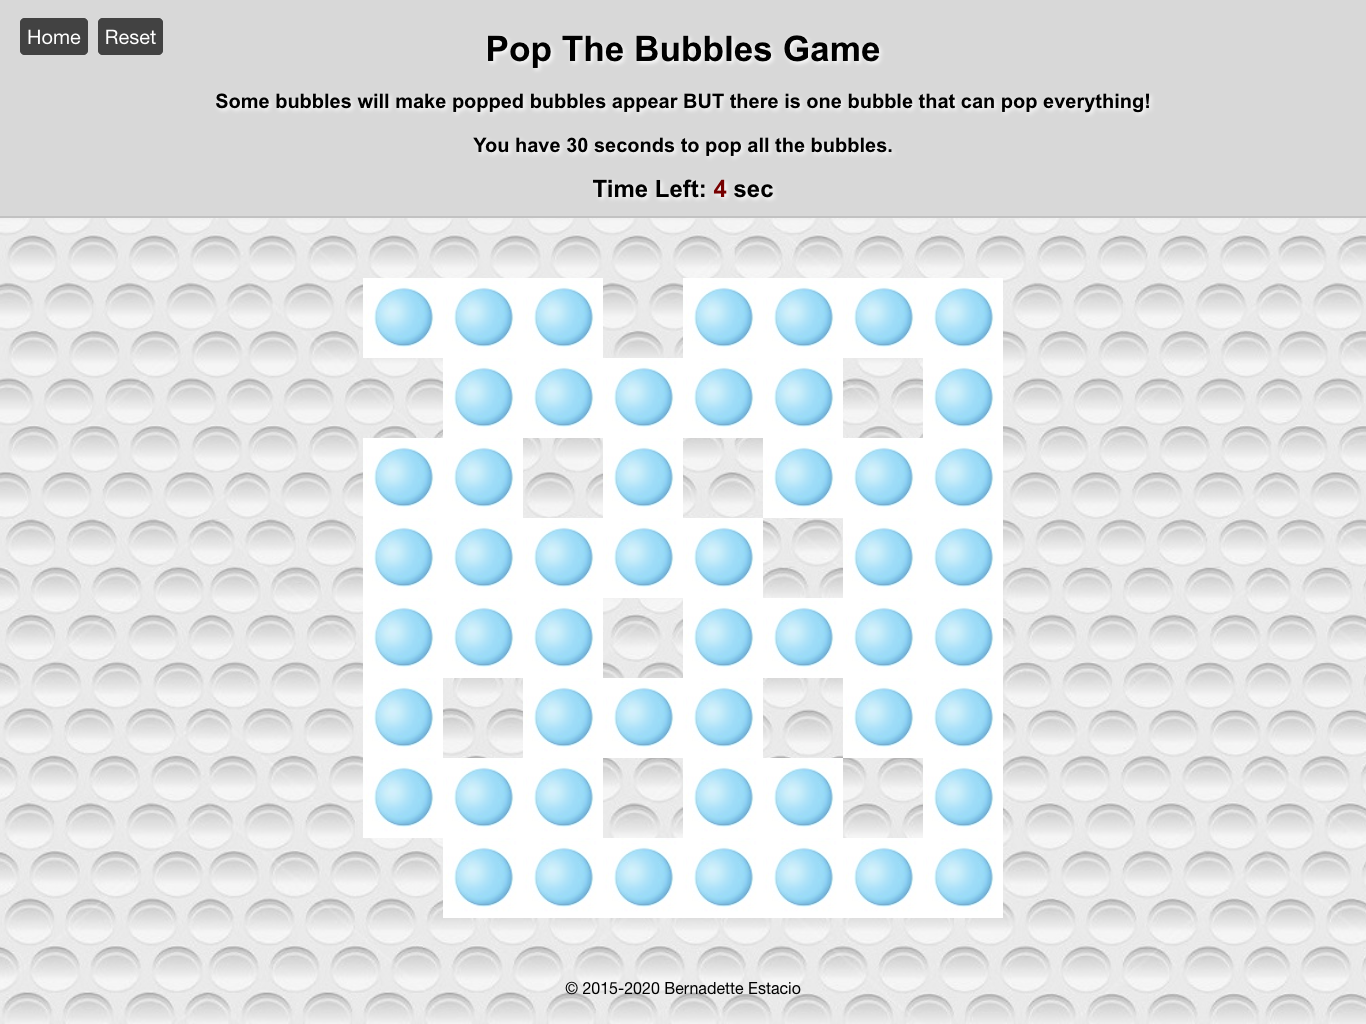 Home Reset
Pop The Bubbles Game
Some bubbles will make popped bubbles appear BUT there is one bubble that can pop everything!
You have 30 seconds to pop all the bubbles.
Time Left: 4 sec
© 2015-2020 Bernadette Estacio